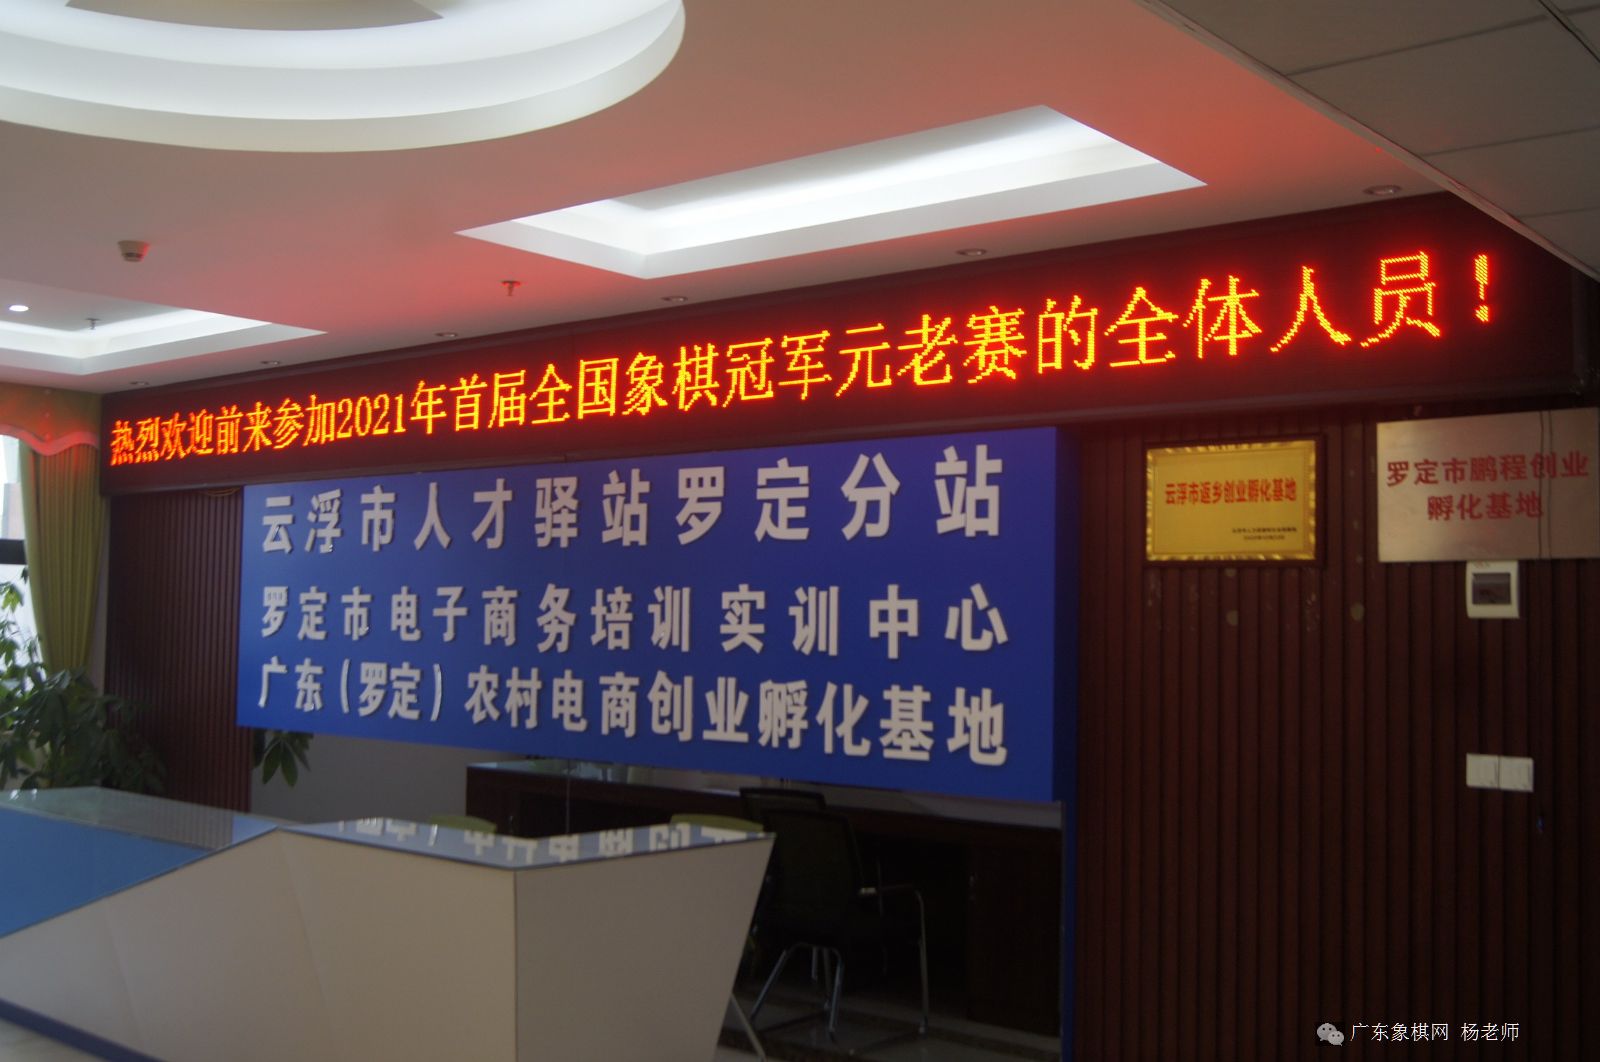 热烈欢迎前来参加2021年首届全国象棋冠军元老赛的全体人员！
云浮市人才驿站罗定分站
罗定市电子商务培训实训中心
广东（罗定）农村电商创业孵化基地
云浮市返乡创业孵化基地
罗定市鹏程创业
孵化基地
广东象棋网 杨老师